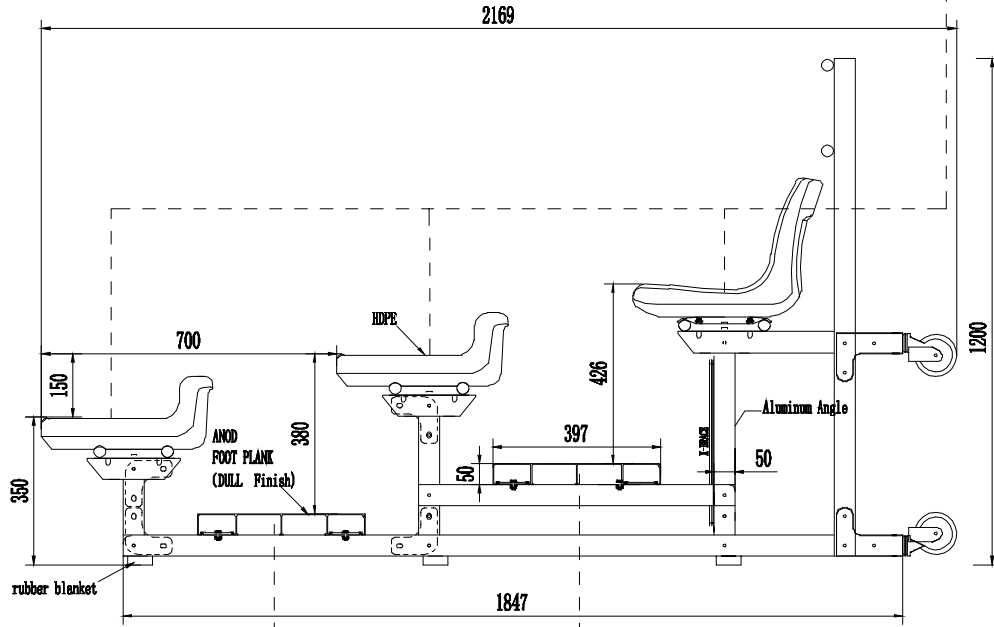 2169
1200
HDPE
700
150
380
426
Aluminum Angle
ANOD
FOOT PLANK
(DULL Finish)
397
X-BRACE
50
50
350
rubber blanket
1847